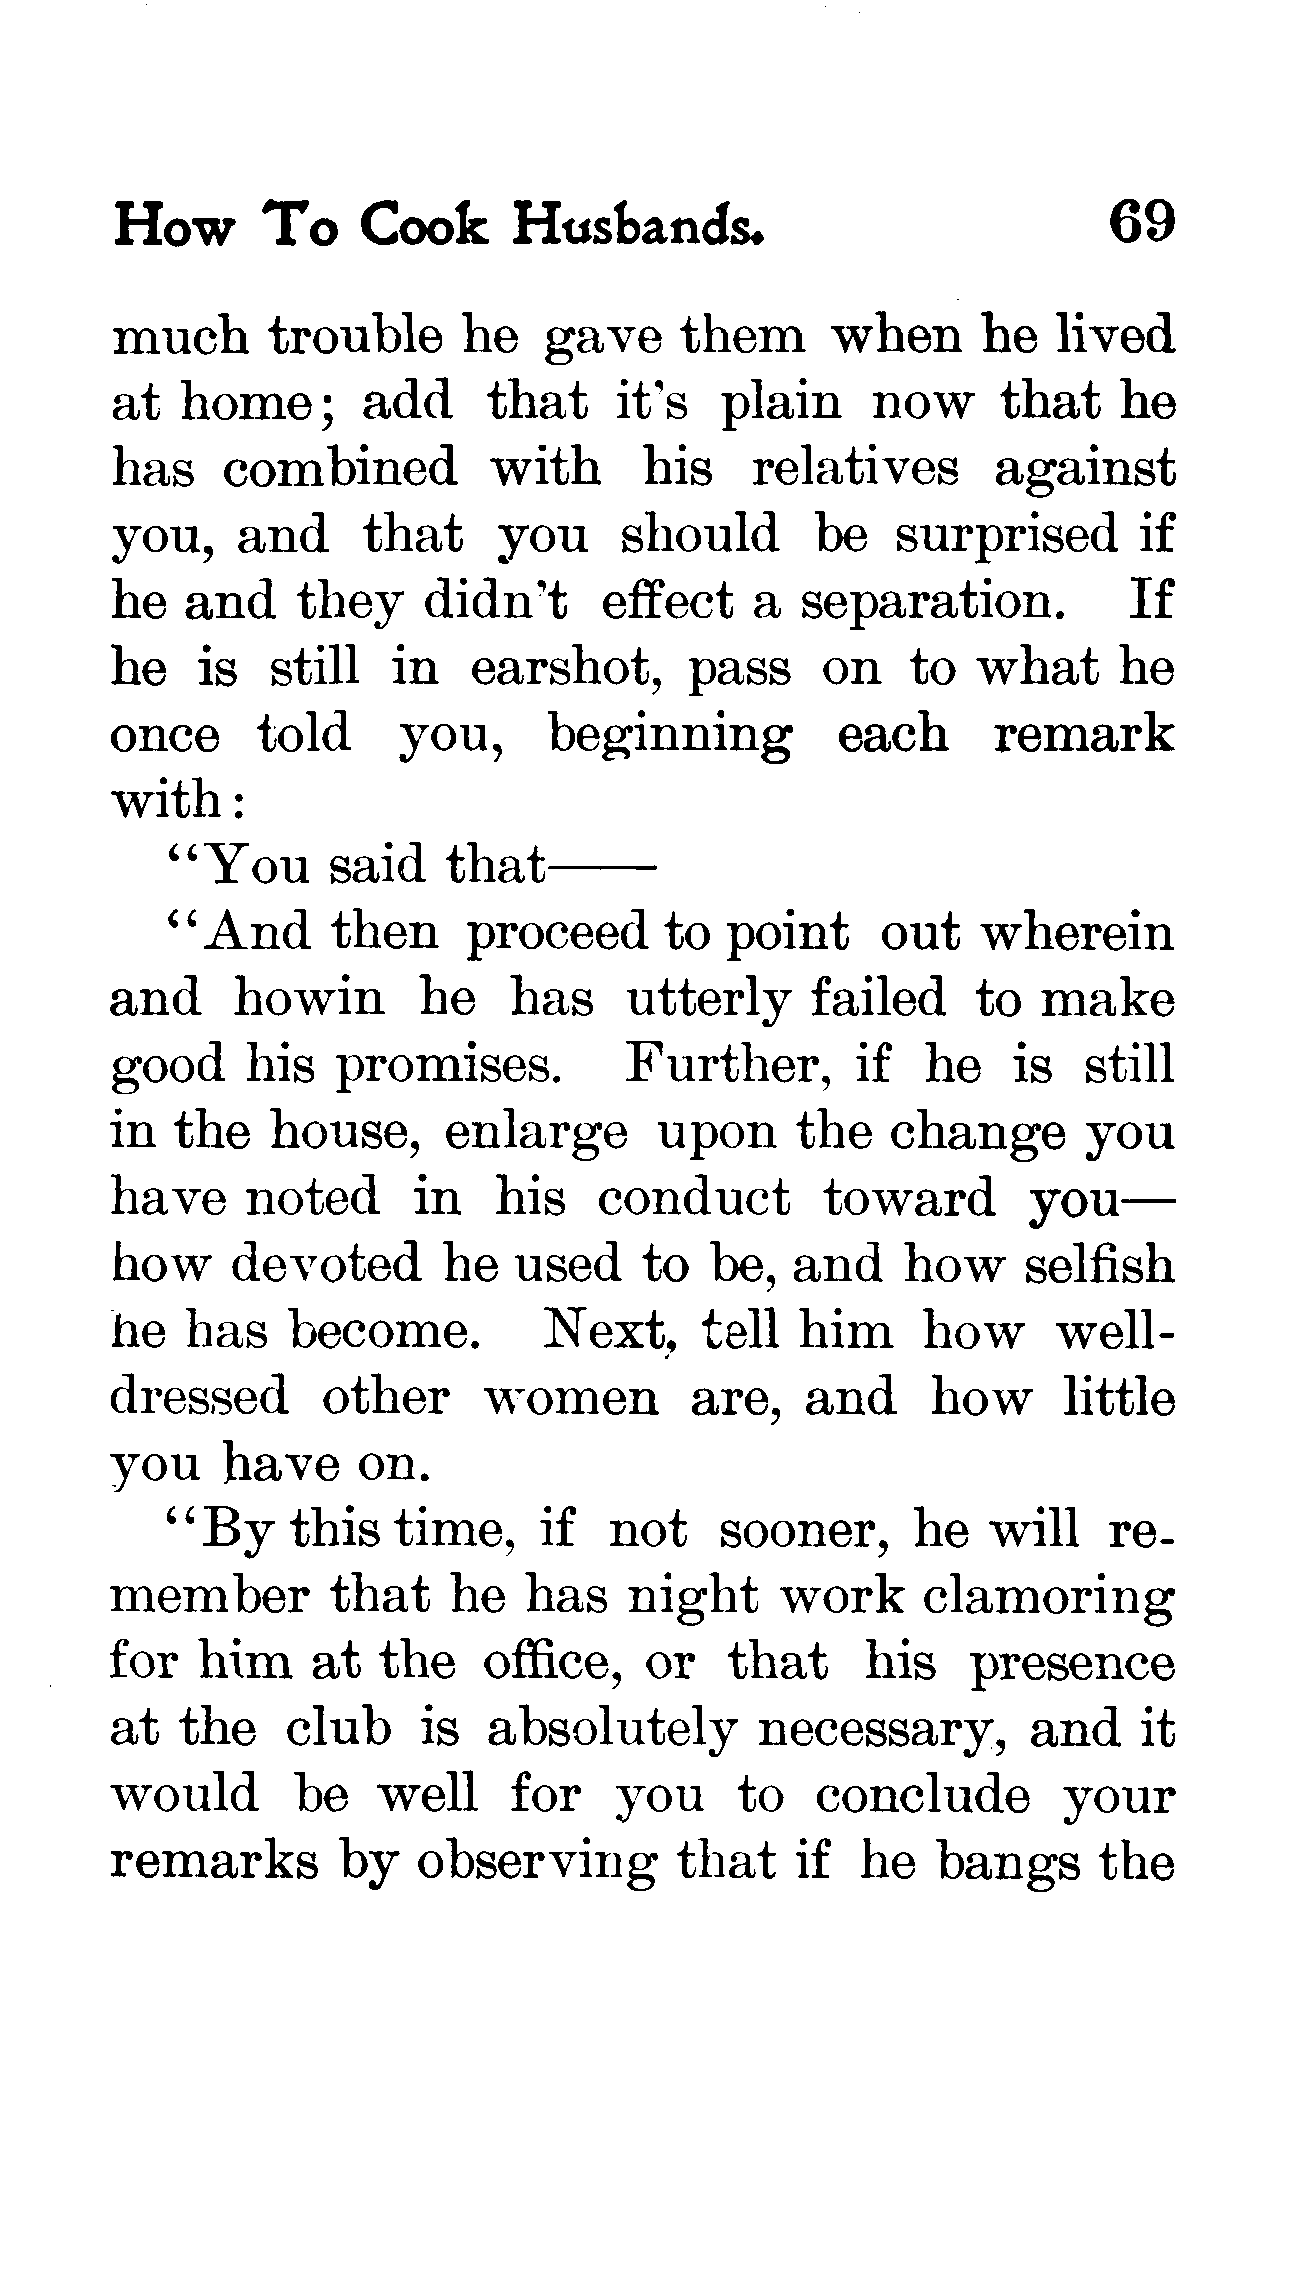 How To Cook Husbands. 69
much trouble he gave them when he lived
at home; add that it's plain now that he
has combined with his relatives against
you, and that you should be surprised if
he and they didn't effect a separation. If
he is still in earshot, pass on to what he
once told you, beginning each remark
with:
“You said that——
“And then proceed to point out wherein
and howin he has utterly failed to make
good his promises. Further, if he is still
in the house, enlarge upon the change you
have noted in his conduct toward you—
how devoted he used to be, and how selfish
he has become. Next, tell him how well-
dressed other women are, and how little
you have on.
“By this time, if not sooner, he will re-
member that he has night work clamoring
for him at the office, or that his presence
at the club is absolutely necessary, and it
would be well for you to conclude your
remarks by observing that if he bangs the